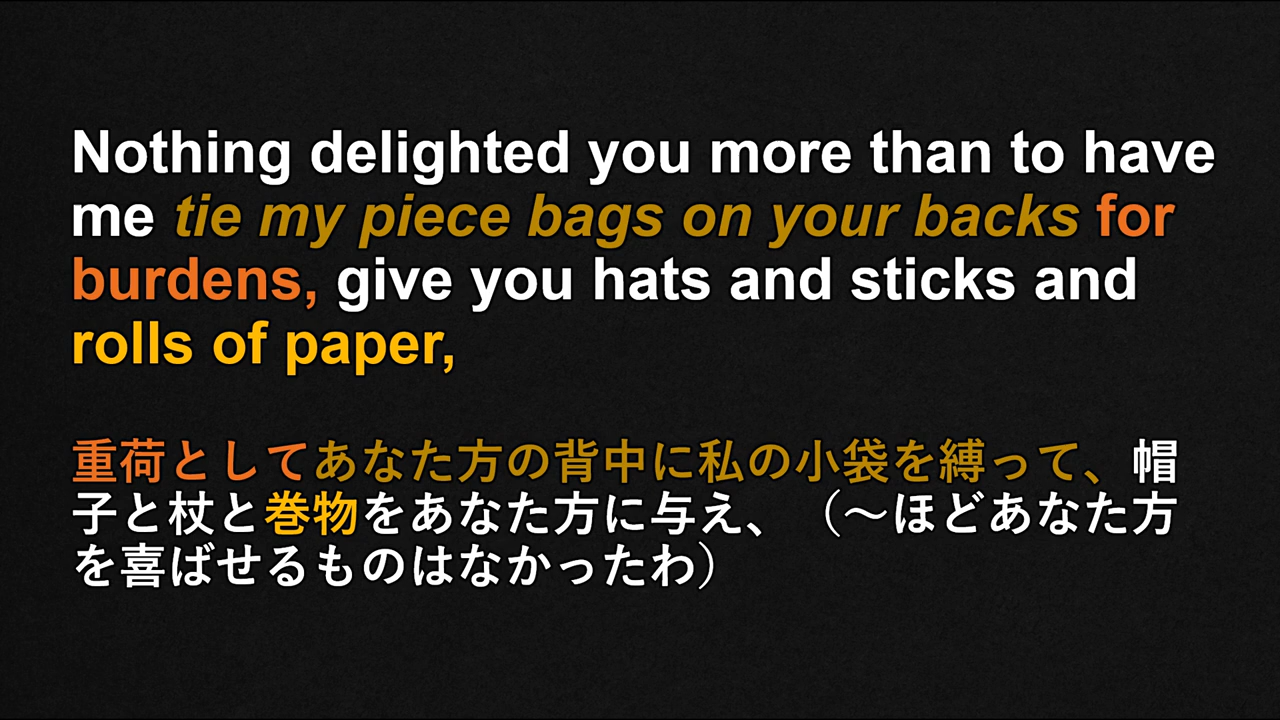 Nothing delighted you more than to have
me tie my piece bags on your backs for
burdens, give you hats and sticks and
rolls of paper,
重荷としてあなた方の背中に私の小袋を縛って、帽
子と杖と巻物をあなた方に与え、（～ほどあなた方
を喜ばせるものはなかったわ）